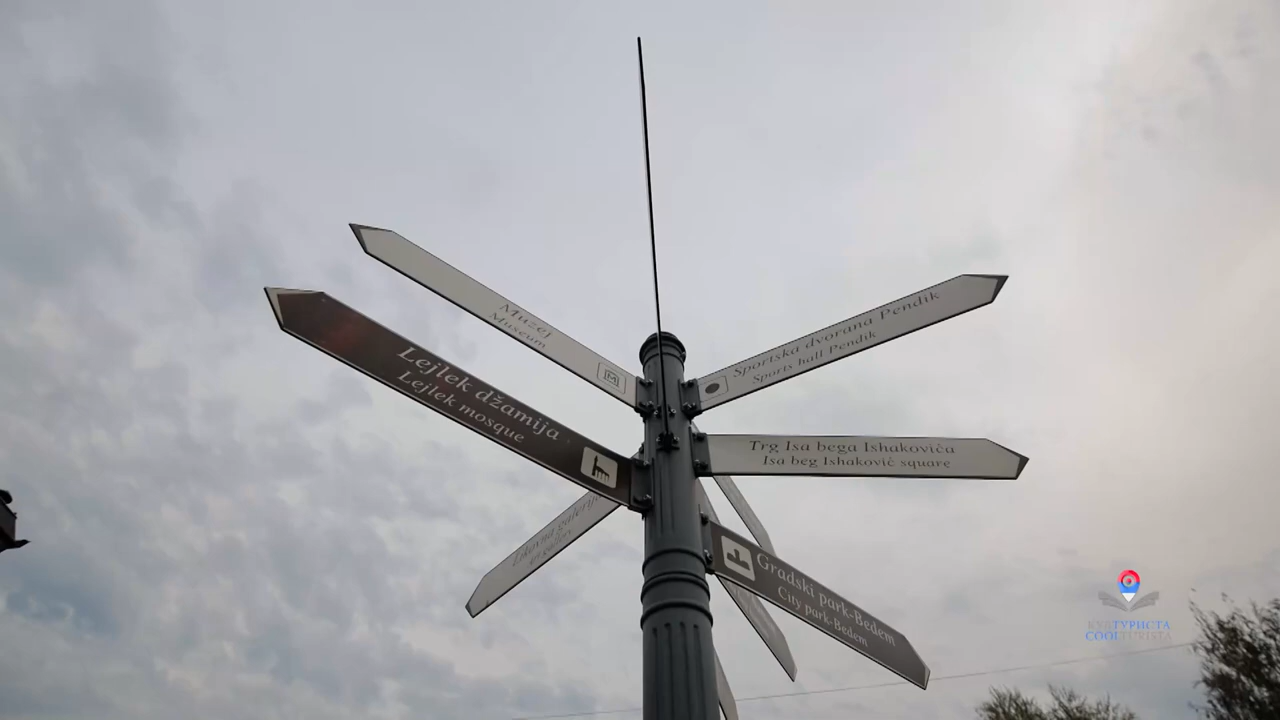 Muzej
Museum
M
Lejlek džamija
Lejlek mosque
Sportska dvorana Pendik
Sports hall Pendik
Trg Isa bega Ishakovića
Isa beg Ishaković square
Gradski park-Bedem
City park-Bedem
КУЛТУРИСТА
COOLTURISTA